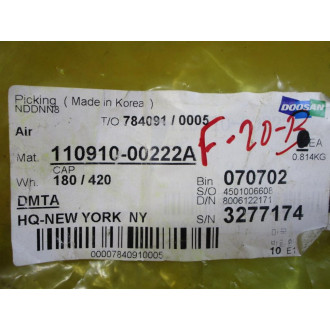 Picking ( Made in Korea )
DOOSAN
NDDNN8
T/O 784091 / 0005
Air
F-20-B
EA
0.814KG
Mat. 110910-00222A
CAP
Wh. 180 / 420
Bin 070702
S/O 4501006608
DMTA
D/N 8006122171
HQ-NEW YORK NY
S/N 3277174
00007840910005
10